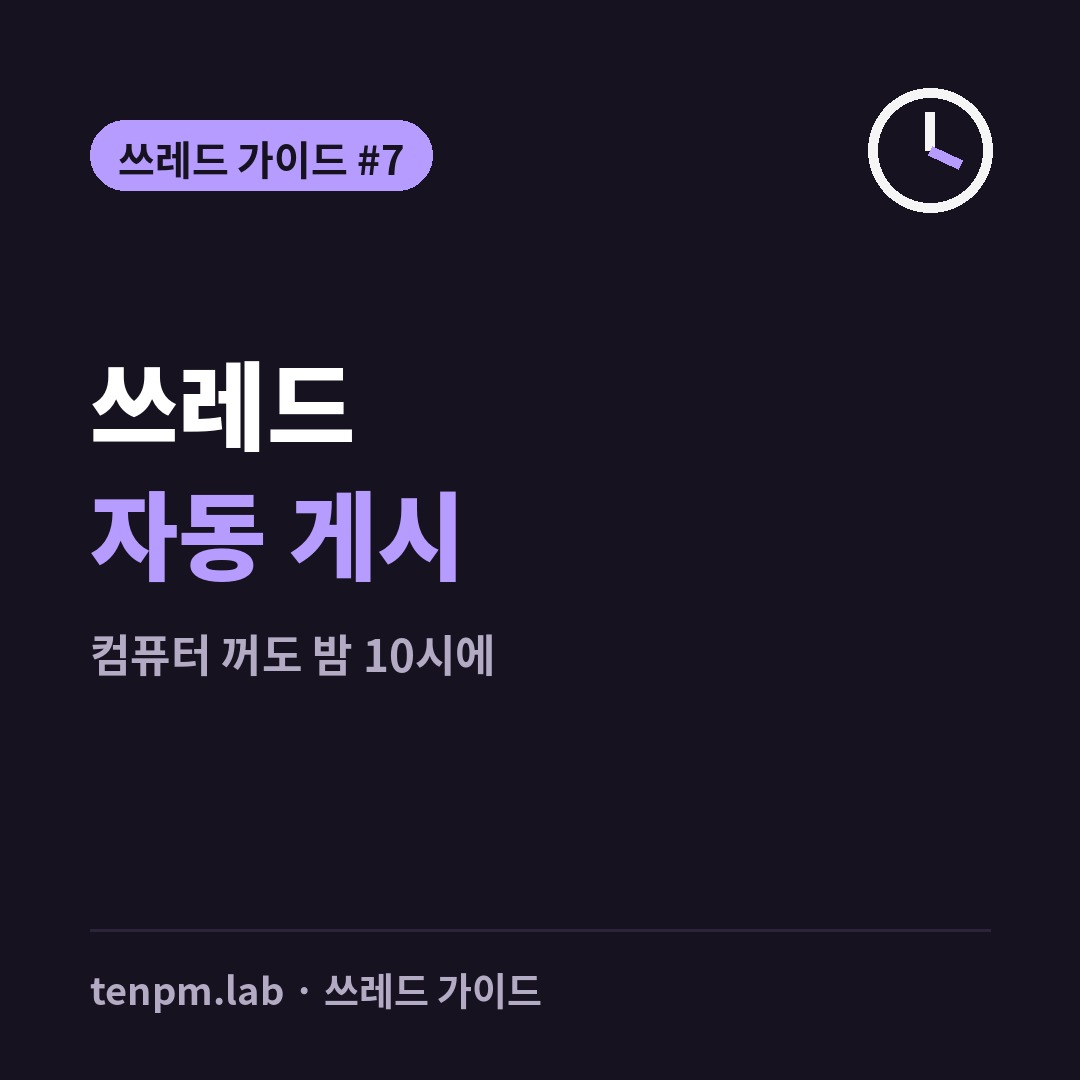 쓰레드 가이드 #7
쓰레드
자동 게시
컴퓨터 꺼도 밤 10시에
tenpm.lab · 쓰레드 가이드